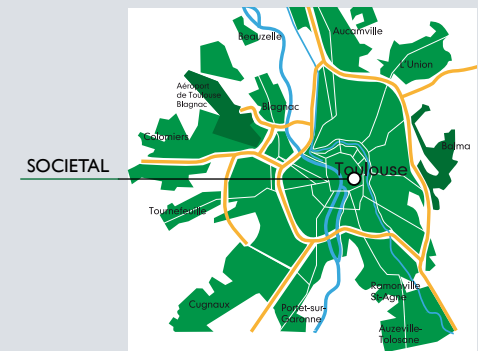 Beauzelle
Aucamville
L'Union
Aéroport
de Toulouse
Blagnac
Blagnac
Colomiers
Balma
SOCIETAL
Toulouse
Tournefeuille
Ramonville
St-Agne
Cugnaux
Portet-sur-
Garonne
Auzeville-
Tolosane